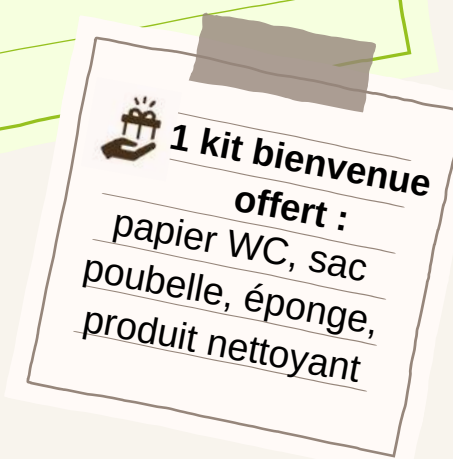 1 kit bienvenue
offert :
papier WC, sac
poubelle, éponge,
produit nettoyant